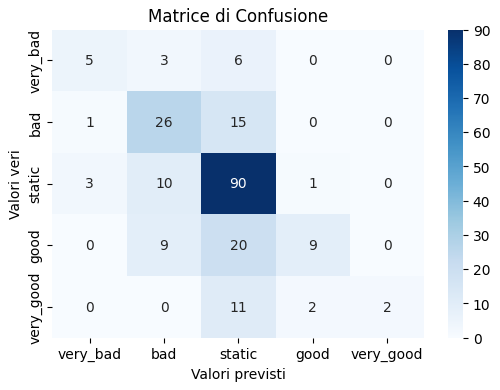 Matrice di Confusione
Valori veri
very_bad 5 3 6 0 0
bad 1 26 15 0 0
static 3 10 90 1 0
good 0 9 20 9 0
very_good 0 0 11 2 2
very_bad bad static good very_good
Valori previsti
90
80
70
60
50
40
30
20
10
0